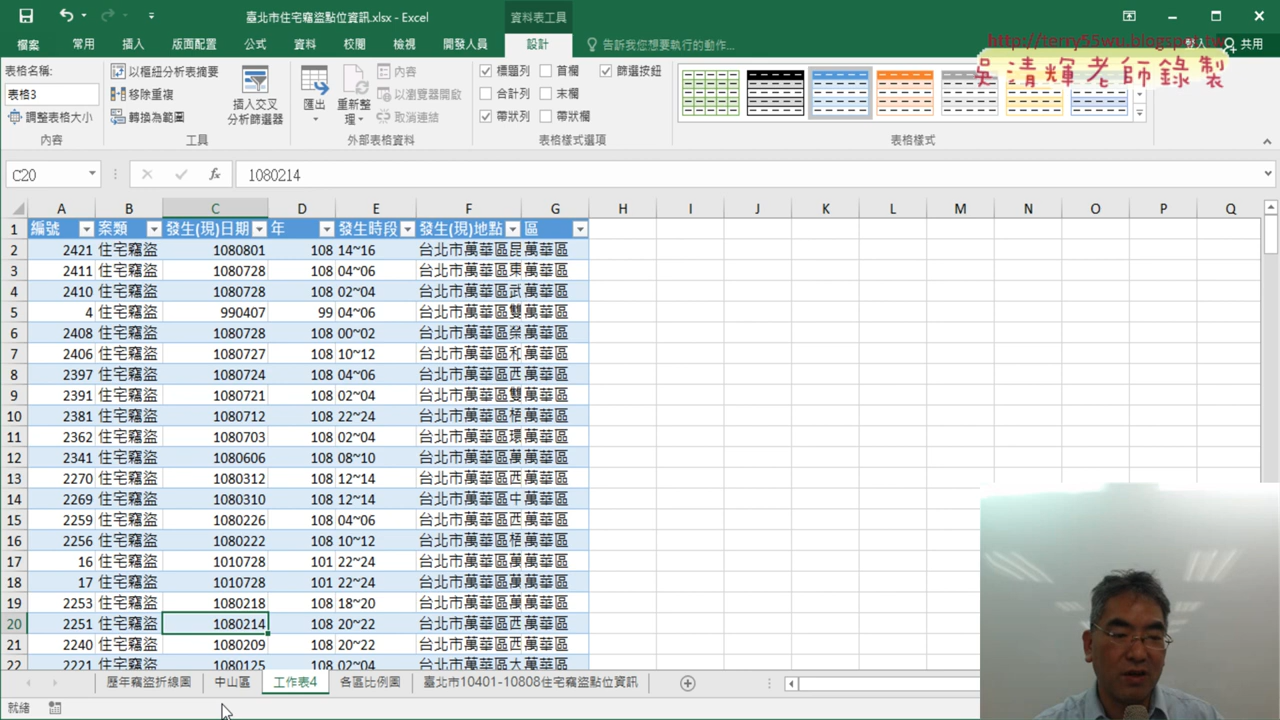 臺北市住宅竊盜點位資訊.xlsx - Excel
資料表工具
檔案 常用 插入 版面配置 公式 資料 校閱 檢視 開發人員 設計 告訴我您想要執行的動作... 登入 共用
http://terry55wu.blogspot.tw
吳清輝老師錄製
表格名稱: 以樞紐分析表摘要 內容 標題列 首欄 篩選按鈕
表格3 移除重複 以瀏覽器開啟 合計列 末欄
調整表格大小 轉換為範圍 插入交叉分析篩選器 匯出 重新整理 取消連結 帶狀列 帶狀欄
內容 工具 外部表格資料 表格樣式選項 表格樣式
C20 fx 1080214
A B C D E F G H I J K L M N O P Q
1 編號 案類 發生(現)日期 年 發生時段 發生(現)地點 區
2 2421 住宅竊盜 1080801 108 14~16 台北市萬華區昆 萬華區
3 2411 住宅竊盜 1080728 108 04~06 台北市萬華區東 萬華區
4 2410 住宅竊盜 1080728 108 02~04 台北市萬華區武 萬華區
5 4 住宅竊盜 990407 99 04~06 台北市萬華區雙 萬華區
6 2408 住宅竊盜 1080728 108 00~02 台北市萬華區榮 萬華區
7 2406 住宅竊盜 1080727 108 10~12 台北市萬華區和 萬華區
8 2397 住宅竊盜 1080724 108 04~06 台北市萬華區西 萬華區
9 2391 住宅竊盜 1080721 108 02~04 台北市萬華區雙 萬華區
10 2381 住宅竊盜 1080712 108 22~24 台北市萬華區梧 萬華區
11 2362 住宅竊盜 1080703 108 02~04 台北市萬華區環 萬華區
12 2341 住宅竊盜 1080606 108 08~10 台北市萬華區萬 萬華區
13 2270 住宅竊盜 1080312 108 12~14 台北市萬華區西 萬華區
14 2269 住宅竊盜 1080310 108 12~14 台北市萬華區中 萬華區
15 2259 住宅竊盜 1080226 108 04~06 台北市萬華區西 萬華區
16 2256 住宅竊盜 1080222 108 10~12 台北市萬華區梧 萬華區
17 16 住宅竊盜 1010728 101 22~24 台北市萬華區萬 萬華區
18 17 住宅竊盜 1010728 101 22~24 台北市萬華區萬 萬華區
19 2253 住宅竊盜 1080218 108 18~20 台北市萬華區萬 萬華區
20 2251 住宅竊盜 1080214 108 20~22 台北市萬華區西 萬華區
21 2240 住宅竊盜 1080209 108 20~22 台北市萬華區西 萬華區
22 2221 住宅竊盜 1080125 108 02~04 台北市萬華區大 萬華區
歷年竊盜折線圖 中山區 工作表4 各區比例圖 臺北市10401-10808住宅竊盜點位資訊
就緒